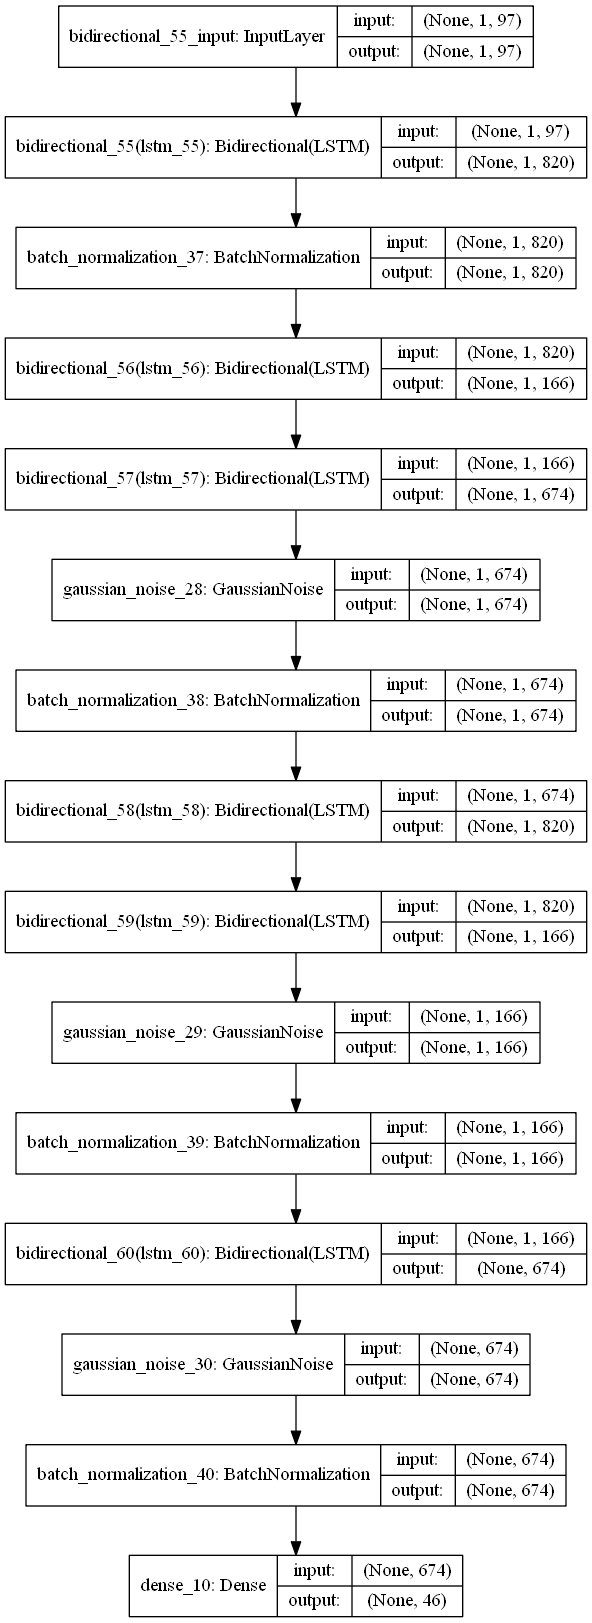 bidirectional_55_input: InputLayer
input: (None, 1, 97)
output: (None, 1, 97)
bidirectional_55(lstm_55): Bidirectional(LSTM)
input: (None, 1, 97)
output: (None, 1, 820)
batch_normalization_37: BatchNormalization
input: (None, 1, 820)
output: (None, 1, 820)
bidirectional_56(lstm_56): Bidirectional(LSTM)
input: (None, 1, 820)
output: (None, 1, 166)
bidirectional_57(lstm_57): Bidirectional(LSTM)
input: (None, 1, 166)
output: (None, 1, 674)
gaussian_noise_28: GaussianNoise
input: (None, 1, 674)
output: (None, 1, 674)
batch_normalization_38: BatchNormalization
input: (None, 1, 674)
output: (None, 1, 674)
bidirectional_58(lstm_58): Bidirectional(LSTM)
input: (None, 1, 674)
output: (None, 1, 820)
bidirectional_59(lstm_59): Bidirectional(LSTM)
input: (None, 1, 820)
output: (None, 1, 166)
gaussian_noise_29: GaussianNoise
input: (None, 1, 166)
output: (None, 1, 166)
batch_normalization_39: BatchNormalization
input: (None, 1, 166)
output: (None, 1, 166)
bidirectional_60(lstm_60): Bidirectional(LSTM)
input: (None, 1, 166)
output: (None, 674)
gaussian_noise_30: GaussianNoise
input: (None, 674)
output: (None, 674)
batch_normalization_40: BatchNormalization
input: (None, 674)
output: (None, 674)
dense_10: Dense
input: (None, 674)
output: (None, 46)